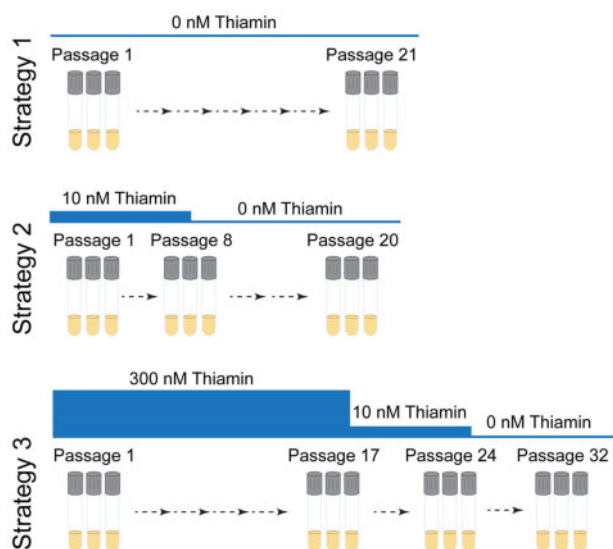 Strategy 1
0 nM Thiamin
Passage 1
Passage 21
Strategy 2
10 nM Thiamin
0 nM Thiamin
Passage 1
Passage 8
Passage 20
Strategy 3
300 nM Thiamin
10 nM Thiamin
0 nM Thiamin
Passage 1
Passage 17
Passage 24
Passage 32